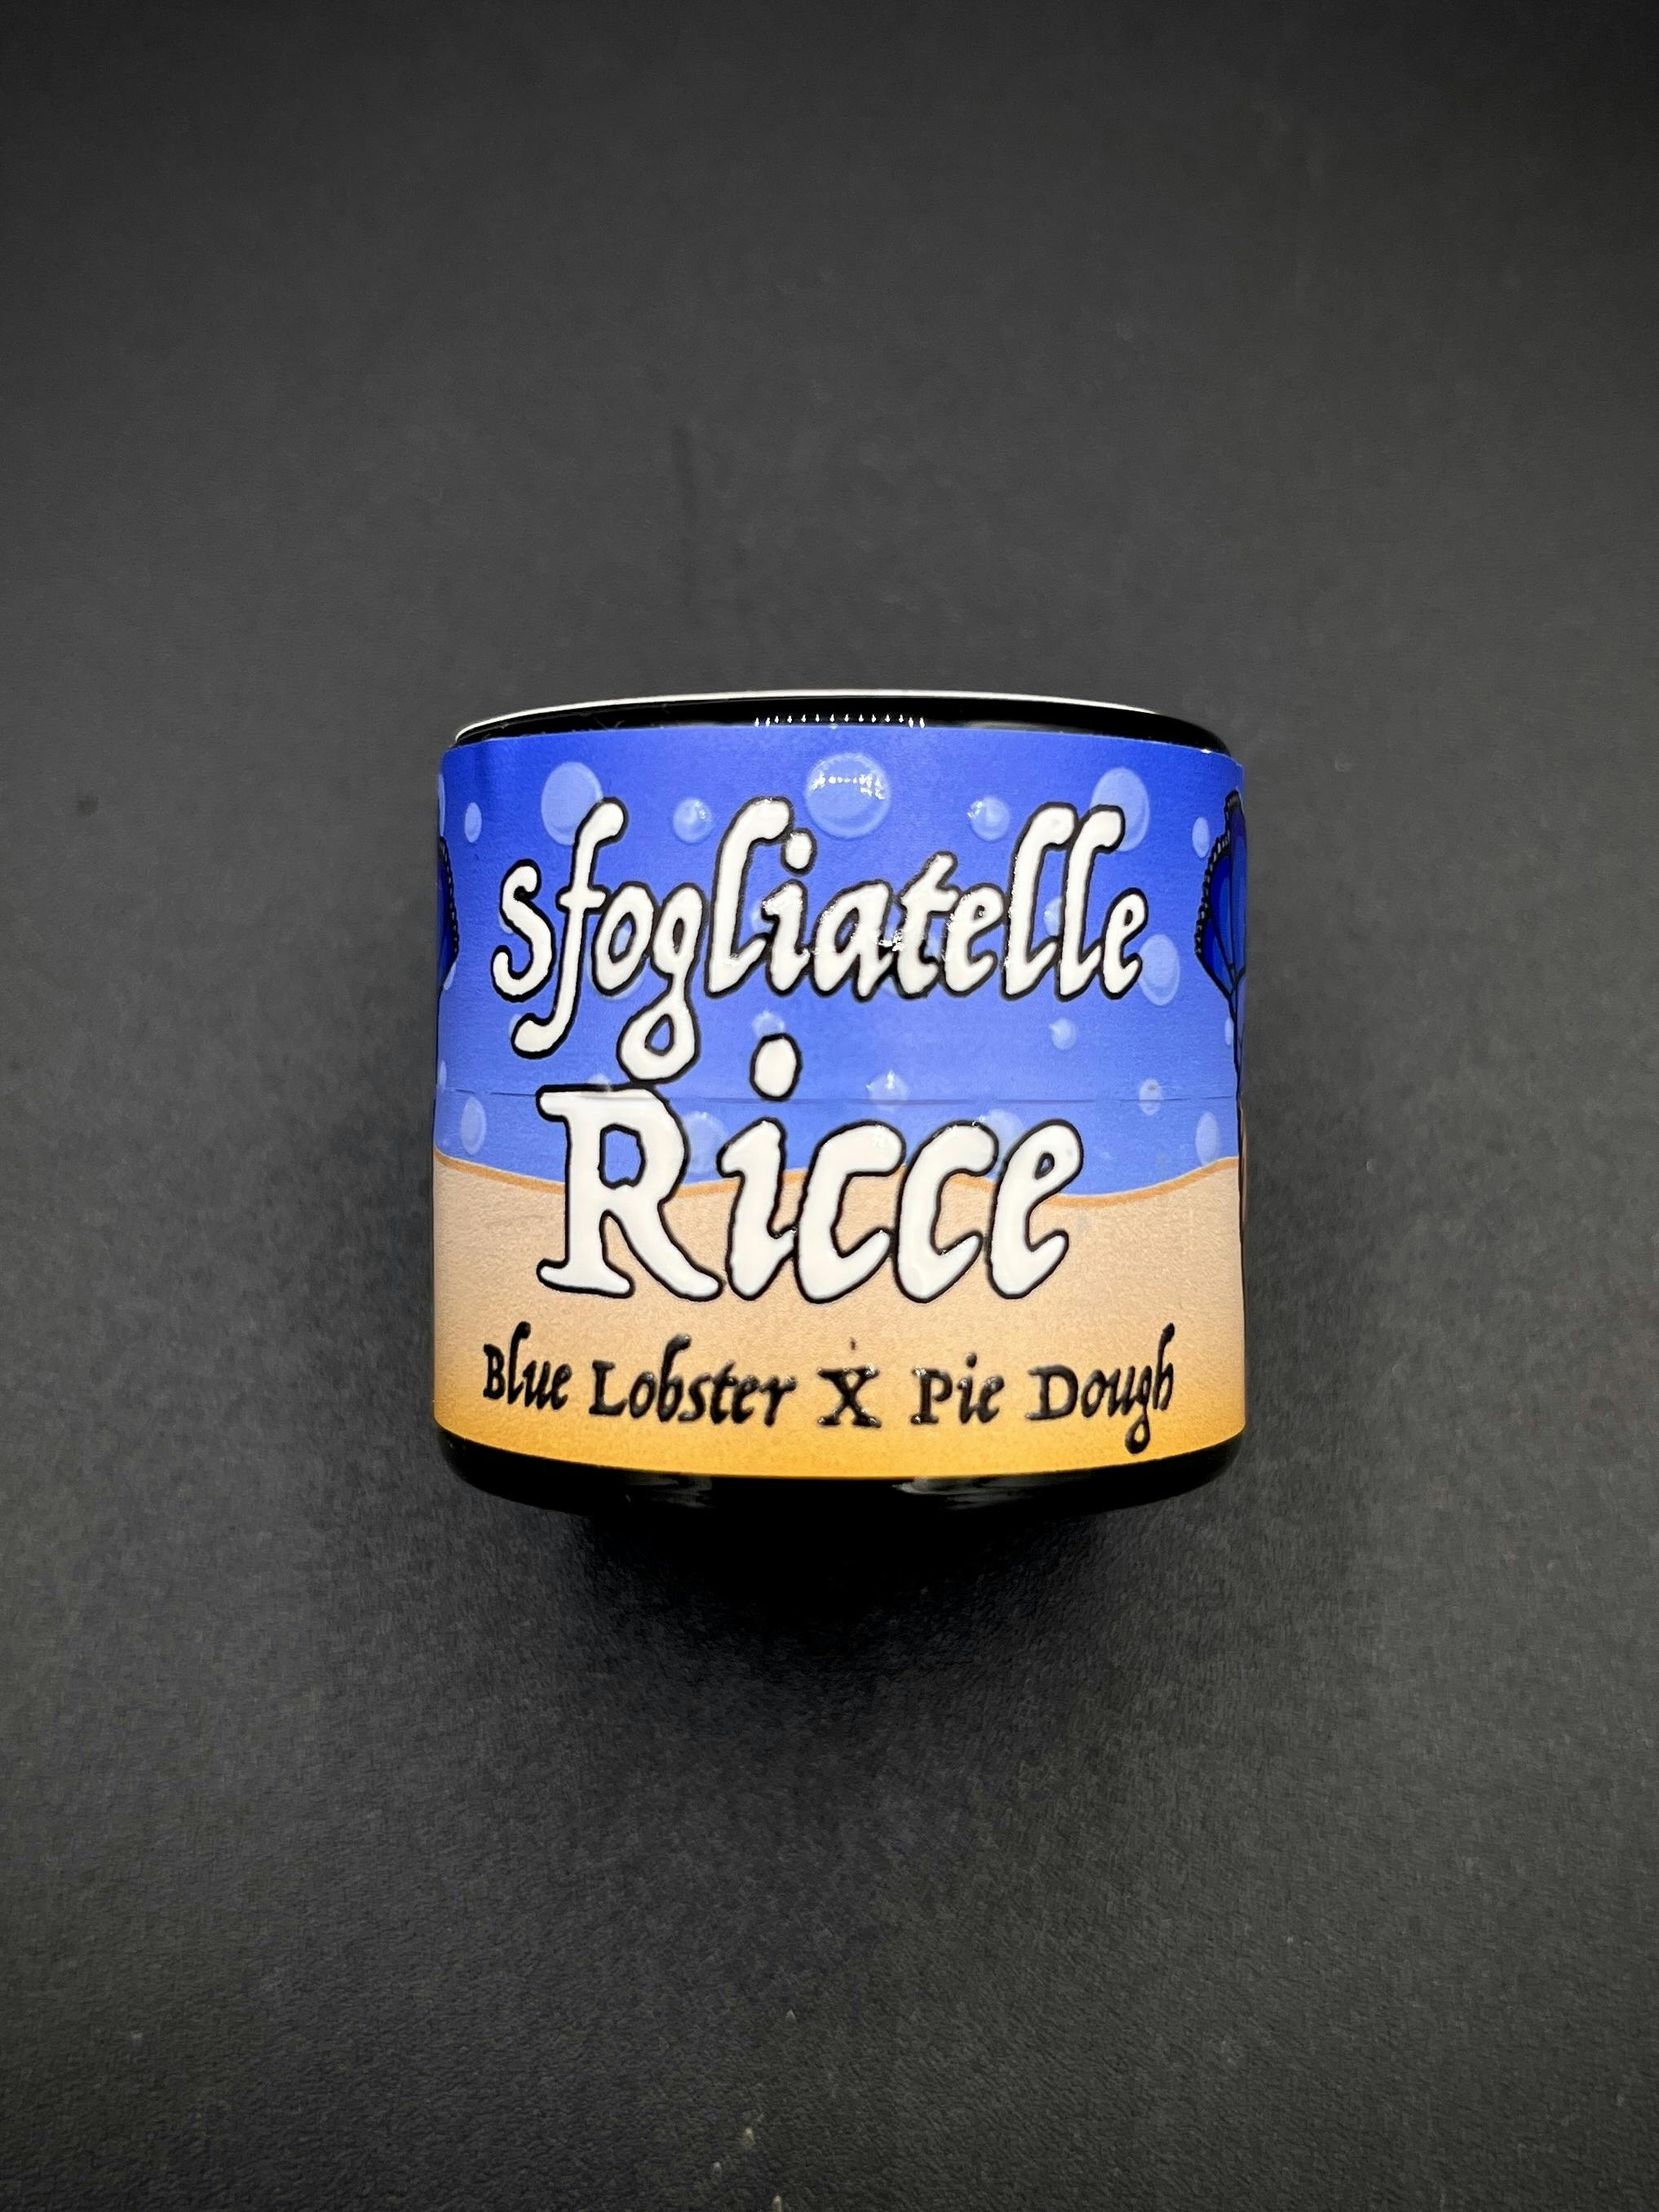 Sfogliatelle
Ricce
Blue Lobster X Pie Dough